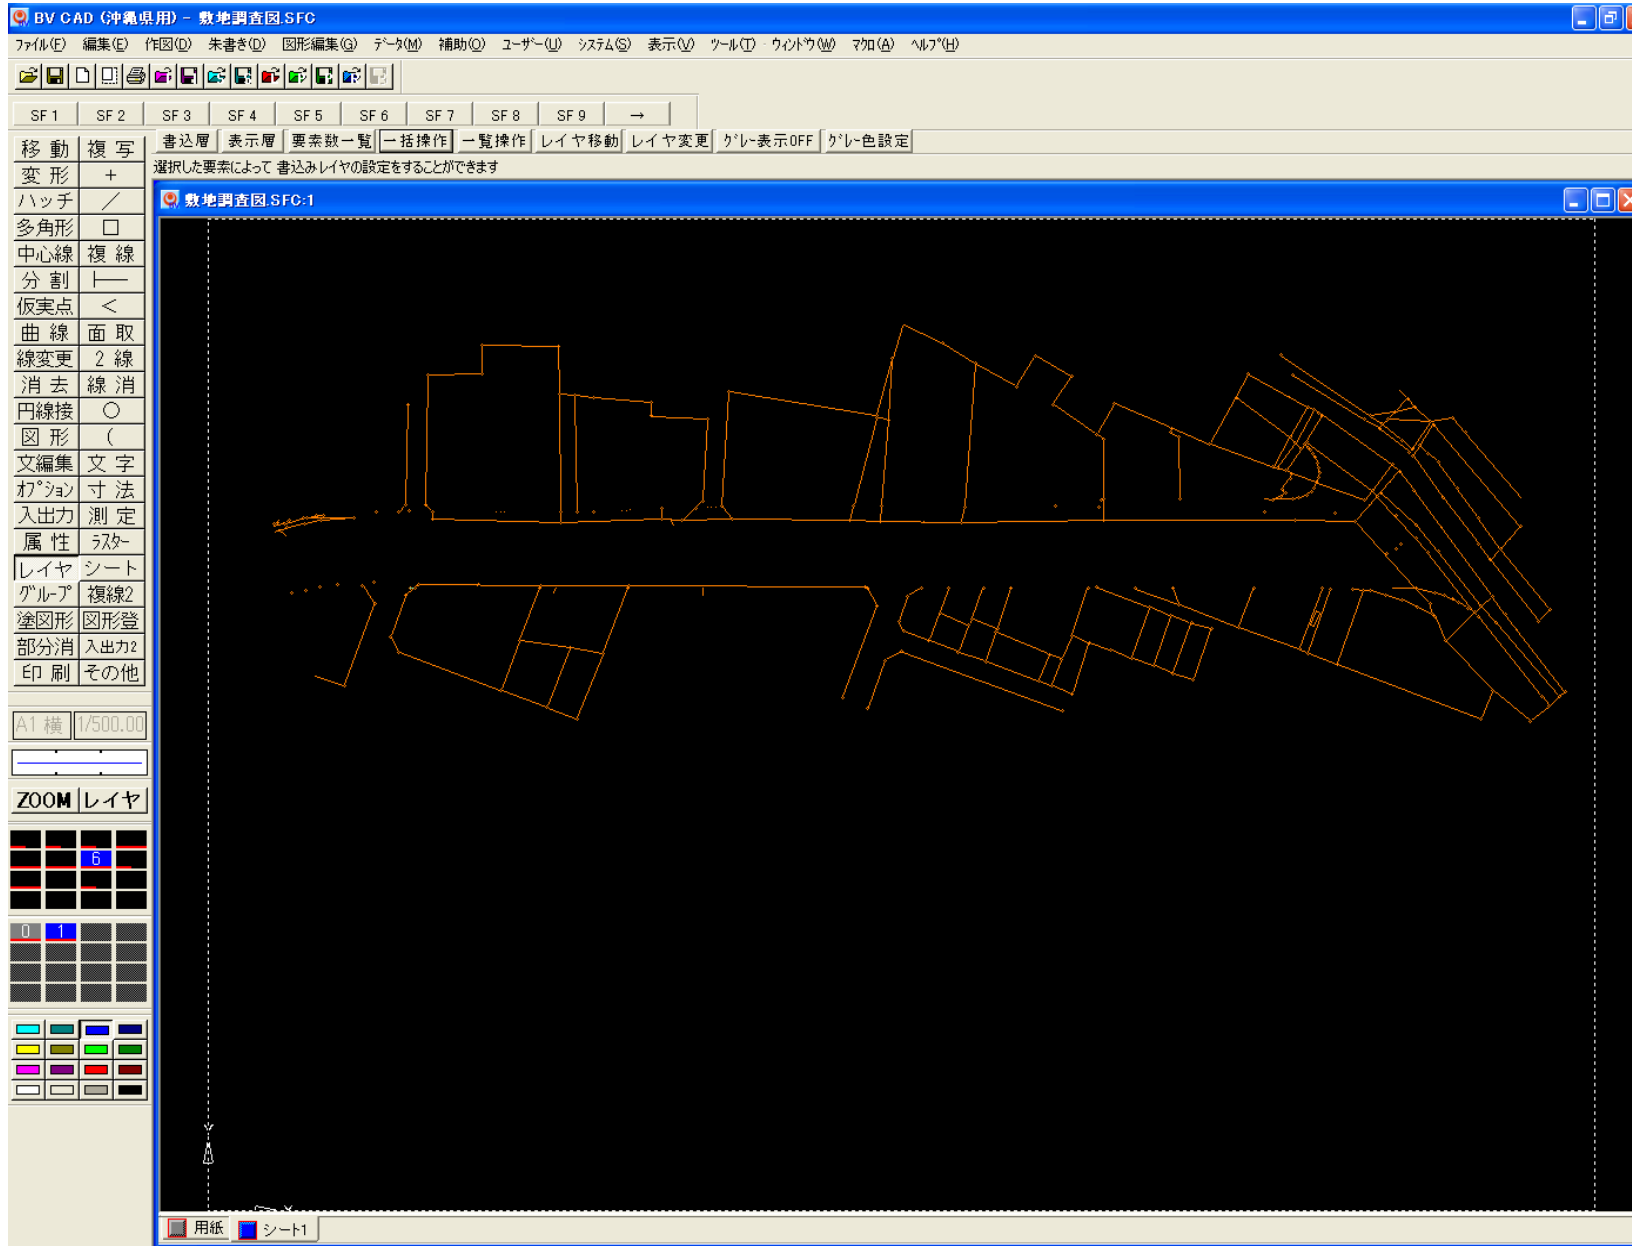 BV CAD (沖縄県用) - 敷地調査図.SFC
ファイル(F) 編集(E) 作図(D) 朱書き(D) 図形編集(G) データ(M) 補助(O) ユーザー(U) システム(S) 表示(V) ツール(T) ウィンドウ(W) マクロ(A) ヘルプ(H)
SF 1 SF 2 SF 3 SF 4 SF 5 SF 6 SF 7 SF 8 SF 9 →
書込層 表示層 要素数一覧 一括操作 一覧操作 レイヤ移動 レイヤ変更 グレー表示OFF グレー色設定
選択した要素によって 書込みレイヤの設定をすることができます
敷地調査図.SFC:1
移 動 複 写
変 形 +
ハッチ ／
多角形 □
中心線 複 線
分 割 ├─
仮実点 <
曲 線 面 取
線変更 2 線
消 去 線 消
円線接 ○
図 形 (
文編集 文 字
オプション 寸 法
入出力 測 定
属 性 ラスター
レイヤ シート
グループ 複線2
塗図形 図形登
部分消 入出力2
印 刷 その他
A1 横 1/500.00
ZOOM レイヤ
6
0 1
Y
X
用紙 シート1